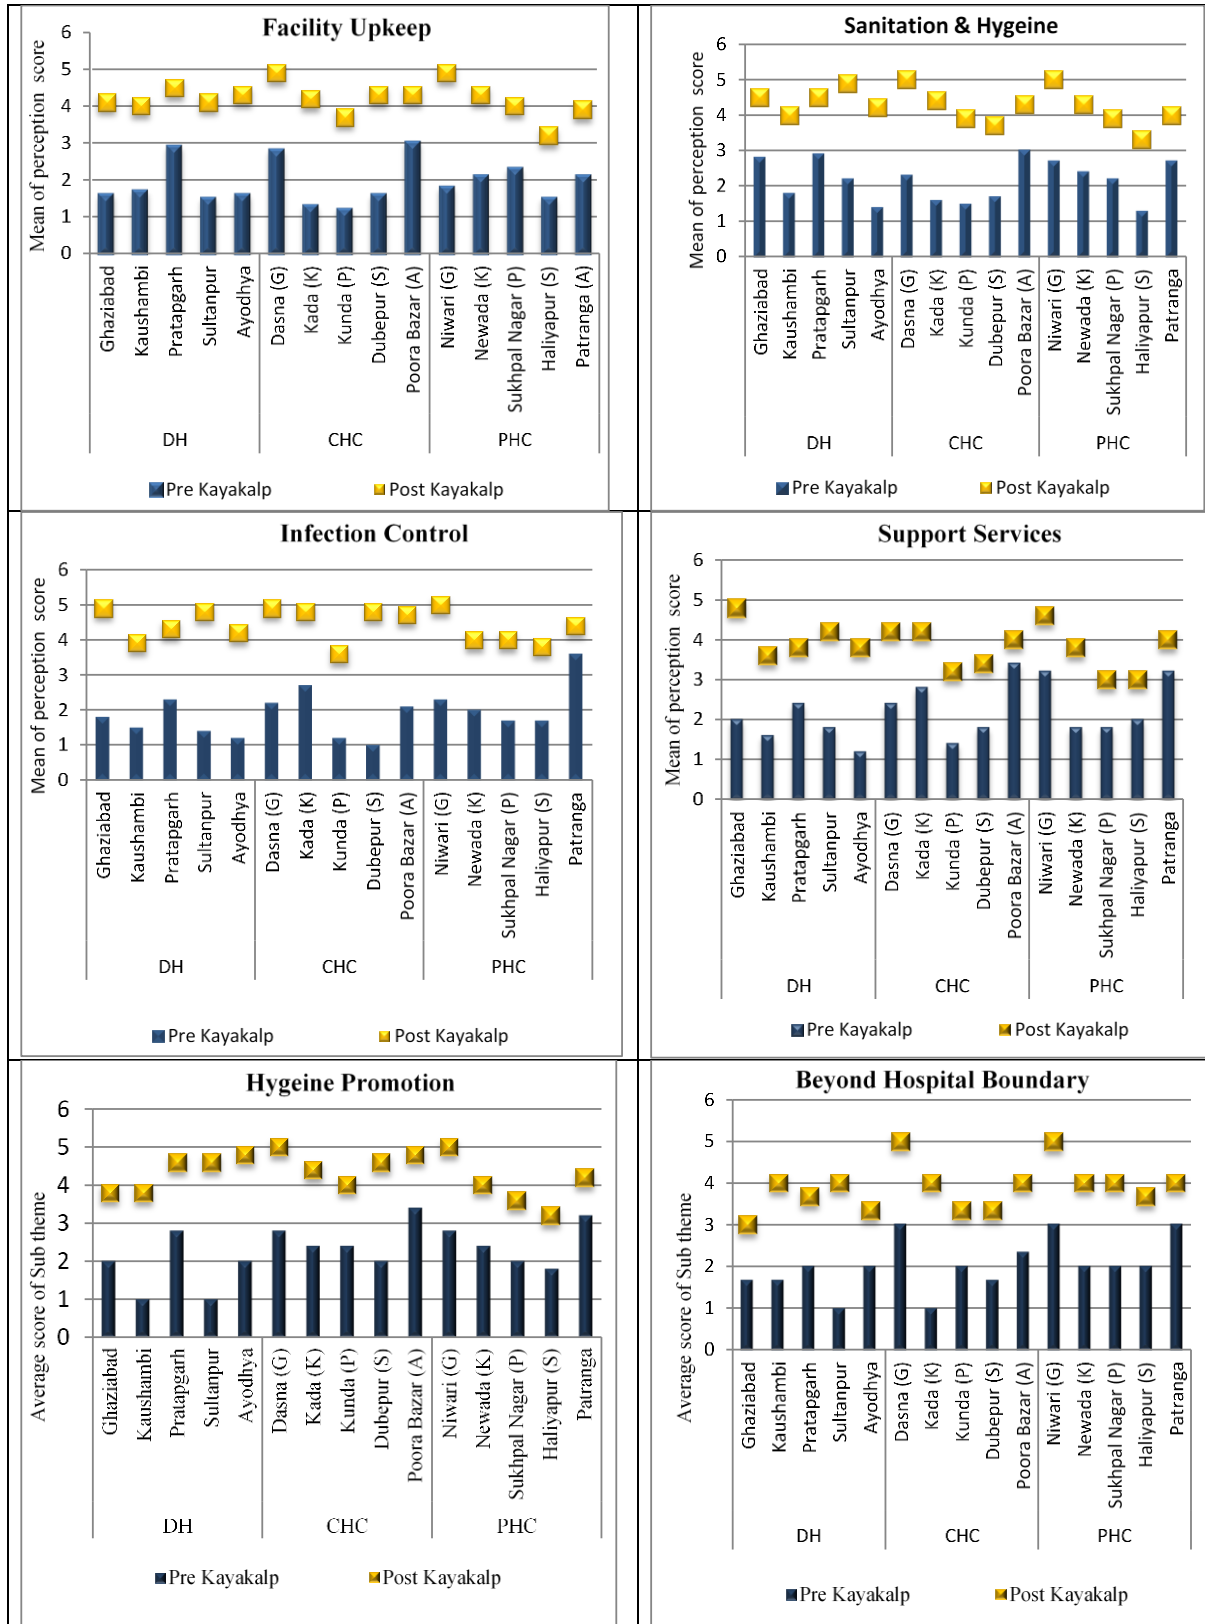 Facility Upkeep
Mean of perception score
6
5
4
3
2
1
0
Ghaziabad
Kaushambi
Pratapgarh
Sultanpur
Ayodhya
Dasna (G)
Kada (K)
Kunda (P)
Dubepur (S)
Poora Bazar (A)
Niwari (G)
Newada (K)
Sukhpal Nagar (P)
Haliyapur (S)
Patranga (A)
DH
CHC
PHC
Pre Kayakalp
Post Kayakalp
Sanitation & Hygeine
Mean of perception score
6
5
4
3
2
1
0
Ghaziabad
Kaushambi
Pratapgarh
Sultanpur
Ayodhya
Dasna (G)
Kada (K)
Kunda (P)
Dubepur (S)
Poora Bazar (A)
Niwari (G)
Newada (K)
Sukhpal Nagar (P)
Haliyapur (S)
Patranga
DH
CHC
PHC
Pre Kayakalp
Post Kayakalp
Infection Control
Mean of perception score
6
5
4
3
2
1
0
Ghaziabad
Kaushambi
Pratapgarh
Sultanpur
Ayodhya
Dasna (G)
Kada (K)
Kunda (P)
Dubepur (S)
Poora Bazar (A)
Niwari (G)
Newada (K)
Sukhpal Nagar (P)
Haliyapur (S)
Patranga
DH
CHC
PHC
Pre Kayakalp
Post Kayakalp
Support Services
Mean of perception score
6
5
4
3
2
1
0
Ghaziabad
Kaushambi
Pratapgarh
Sultanpur
Ayodhya
Dasna (G)
Kada (K)
Kunda (P)
Dubepur (S)
Poora Bazar (A)
Niwari (G)
Newada (K)
Sukhpal Nagar (P)
Haliyapur (S)
Patranga
DH
CHC
PHC
Pre Kayakalp
Post Kayakalp
Hygeine Promotion
Average score of Sub theme
6
5
4
3
2
1
0
Ghaziabad
Kaushambi
Pratapgarh
Sultanpur
Ayodhya
Dasna (G)
Kada (K)
Kunda (P)
Dubepur (S)
Poora Bazar (A)
Niwari (G)
Newada (K)
Sukhpal Nagar (P)
Haliyapur (S)
Patranga
DH
CHC
PHC
Pre Kayakalp
Post Kayakalp
Beyond Hospital Boundary
Average score of Sub theme
6
5
4
3
2
1
0
Ghaziabad
Kaushambi
Pratapgarh
Sultanpur
Ayodhya
Dasna (G)
Kada (K)
Kunda (P)
Dubepur (S)
Poora Bazar (A)
Niwari (G)
Newada (K)
Sukhpal Nagar (P)
Haliyapur (S)
Patranga
DH
CHC
PHC
Pre Kayakalp
Post Kayakalp